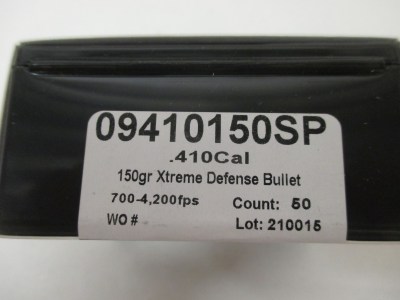 09410150SP
.410Cal
150gr Xtreme Defense Bullet
700-4,200fps Count: 50
WO # Lot: 210015